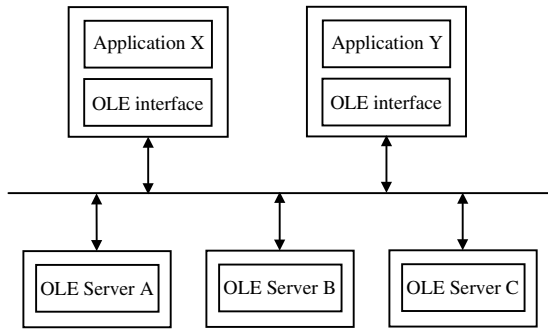 Application X
Application Y
OLE interface
OLE interface
OLE Server A
OLE Server B
OLE Server C